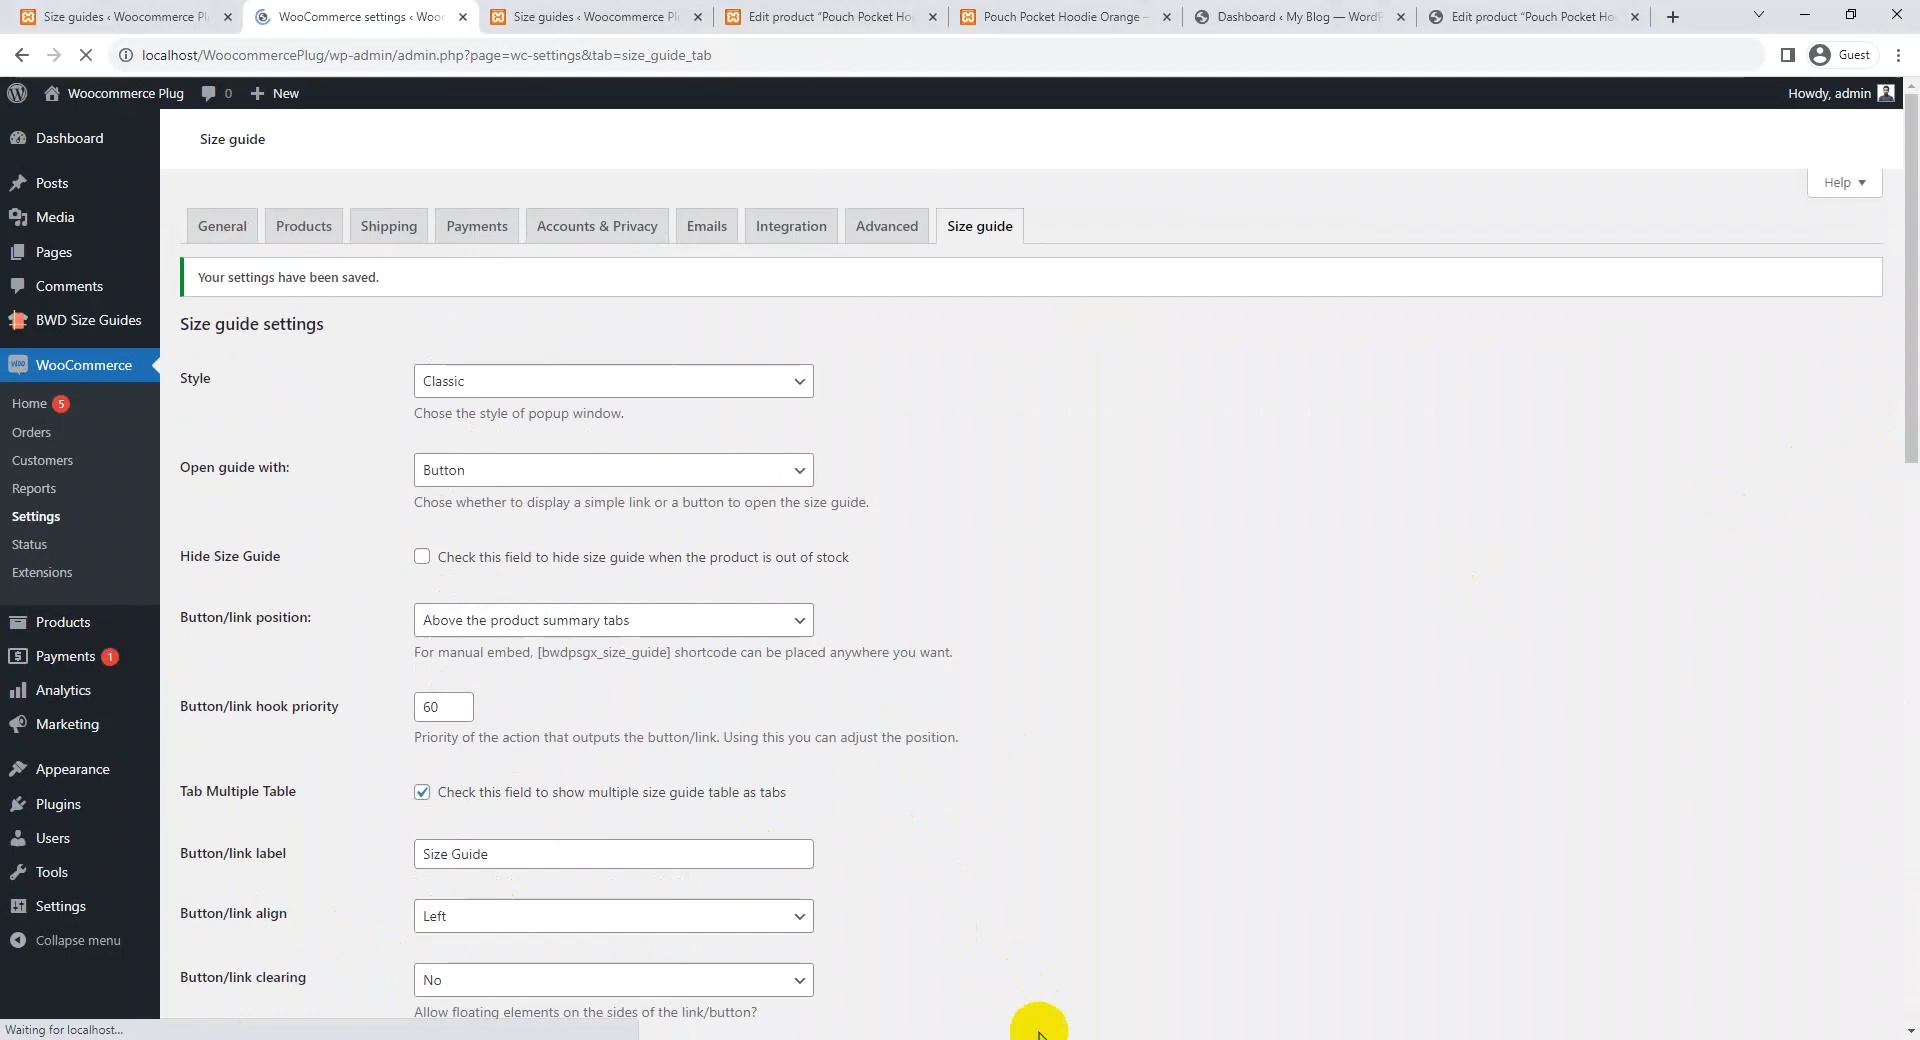 Size guides ‹ Woocommerce Pl
WooCommerce settings ‹ Wooc
Size guides ‹ Woocommerce Pl
Edit product “Pouch Pocket Ho
Pouch Pocket Hoodie Orange –
Dashboard ‹ My Blog — WordP
Edit product “Pouch Pocket Ho
localhost/WoocommercePlug/wp-admin/admin.php?page=wc-settings&tab=size_guide_tab
Guest
Woocommerce Plug
0
New
Howdy, admin
Dashboard
Posts
Media
Pages
Comments
BWD Size Guides
WooCommerce
Home 5
Orders
Customers
Reports
Settings
Status
Extensions
Products
Payments 1
Analytics
Marketing
Appearance
Plugins
Users
Tools
Settings
Collapse menu
Size guide
Help
General
Products
Shipping
Payments
Accounts & Privacy
Emails
Integration
Advanced
Size guide
Your settings have been saved.
Size guide settings
Style
Classic
Chose the style of popup window.
Open guide with:
Button
Chose whether to display a simple link or a button to open the size guide.
Hide Size Guide
Check this field to hide size guide when the product is out of stock
Button/link position:
Above the product summary tabs
For manual embed, [bwdpsgx_size_guide] shortcode can be placed anywhere you want.
Button/link hook priority
60
Priority of the action that outputs the button/link. Using this you can adjust the position.
Tab Multiple Table
Check this field to show multiple size guide table as tabs
Button/link label
Size Guide
Button/link align
Left
Button/link clearing
No
Allow floating elements on the sides of the link/button?
Waiting for localhost...